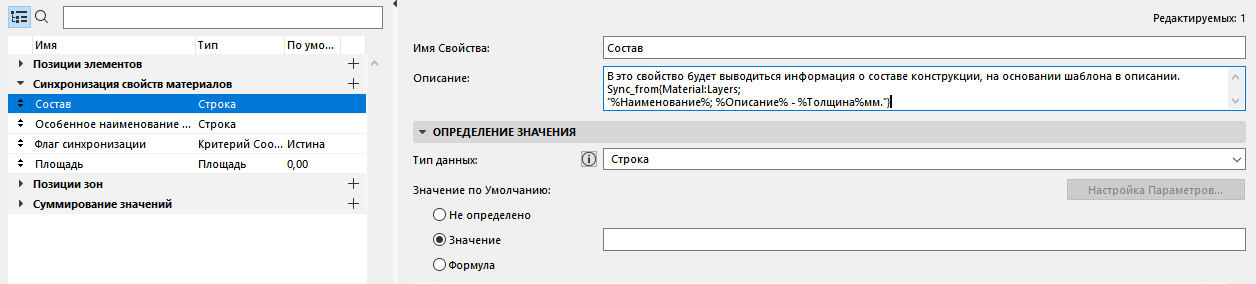 Имя Тип По умо...
Позиции элементов
Синхронизация свойств материалов
Состав Строка
Особенное наименование ... Строка
Флаг синхронизации Критерий Соо... Истина
Площадь Площадь 0,00
Позиции зон
Суммирование значений
Редактируемых: 1
Имя Свойства: Состав
Описание: В это свойство будет выводиться информация о составе конструкции, на основании шаблона в описании.
Sync_from{Material:Layers;
"%Наименование%; %Описание% - %Толщина%мм."}
ОПРЕДЕЛЕНИЕ ЗНАЧЕНИЯ
Тип данных: Строка
Значение по Умолчанию: Настройка Параметров...
Не определено
Значение
Формула